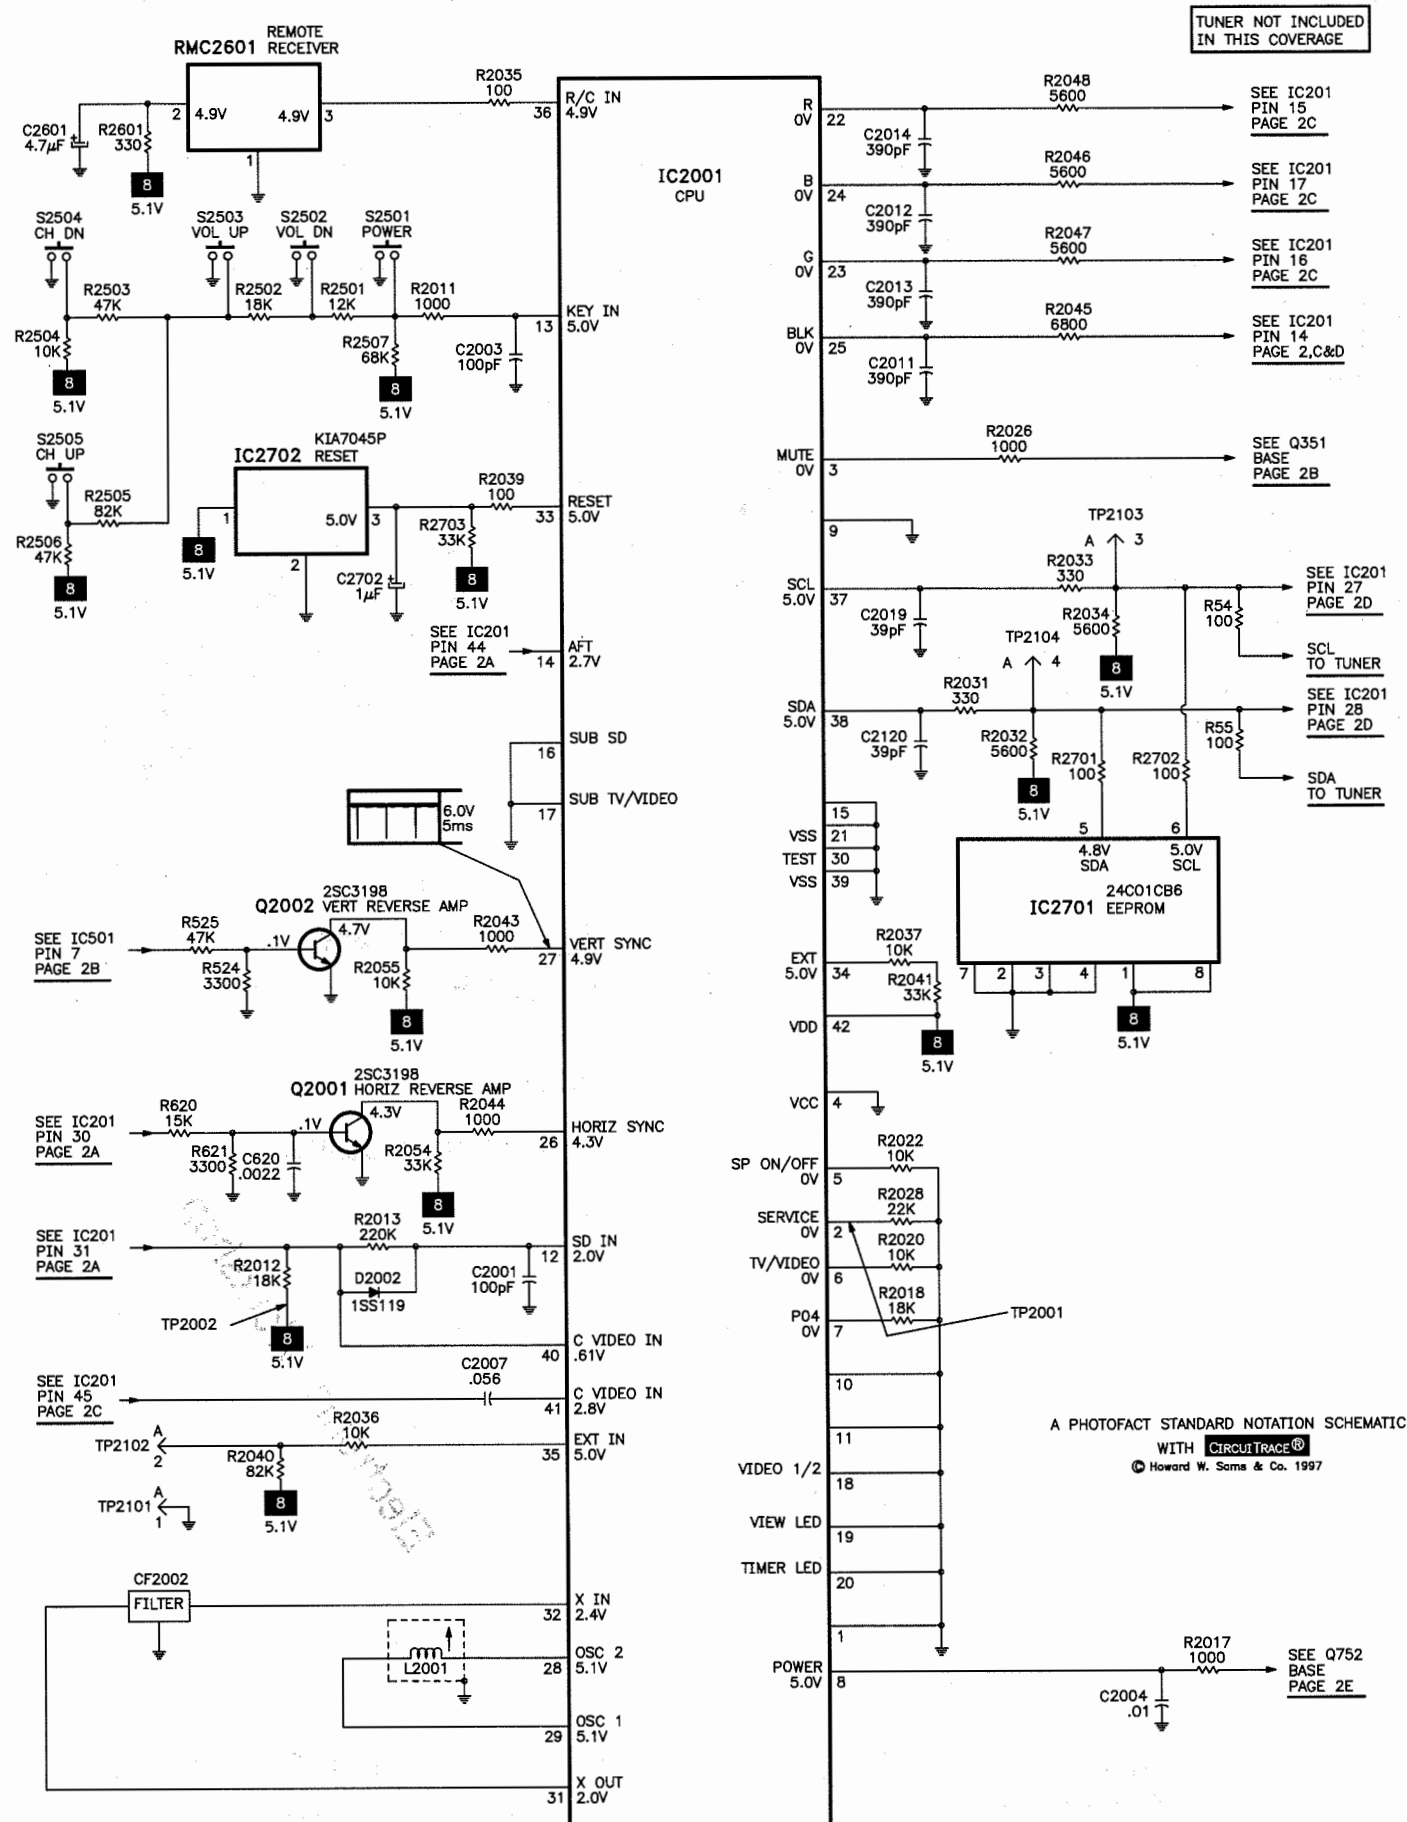 TUNER NOT INCLUDED
IN THIS COVERAGE
REMOTE
RMC2601 RECEIVER
2 4.9V 4.9V 3
1
C2601
4.7µF
R2601
330
8
5.1V
R2035
100
R/C IN
36 4.9V
IC2001
CPU
S2504
CH DN
S2503
VOL UP
S2502
VOL DN
S2501
POWER
R2503
47K
R2502
18K
R2501
12K
R2011
1000
KEY IN
13 5.0V
R2504
10K
8
5.1V
R2507
68K
8
5.1V
C2003
100pF
S2505
CH UP
R2505
82K
R2506
47K
8
5.1V
KIA7045P
IC2702 RESET
1 5.0V 3
2
8
5.1V
R2039
100
RESET
33 5.0V
R2703
33K
8
5.1V
C2702
1µF
SEE IC201
PIN 44
PAGE 2A
AFT
14 2.7V
SUB SD
16
SUB TV/VIDEO
17
6.0V
5ms
2SC3198
Q2002 VERT REVERSE AMP
4.7V
.1V
SEE IC501
PIN 7
PAGE 2B
R525
47K
R524
3300
R2055
10K
8
5.1V
R2043
1000
VERT SYNC
27 4.9V
2SC3198
Q2001 HORIZ REVERSE AMP
4.3V
.1V
SEE IC201
PIN 30
PAGE 2A
R620
15K
R621
3300
C620
.0022
R2054
33K
8
5.1V
R2044
1000
HORIZ SYNC
26 4.3V
SEE IC201
PIN 31
PAGE 2A
R2013
220K
R2012
18K
D2002
1SS119
C2001
100pF
SD IN
12 2.0V
TP2002
8
5.1V
C VIDEO IN
40 .61V
SEE IC201
PIN 45
PAGE 2C
C2007
.056
C VIDEO IN
41 2.8V
TP2102 A
2
R2036
10K
R2040
82K
8
5.1V
EXT IN
35 5.0V
TP2101 A
1
CF2002
FILTER
X IN
32 2.4V
L2001
OSC 2
28 5.1V
OSC 1
29 5.1V
X OUT
31 2.0V
R
0V 22
C2014
390pF
R2048
5600
SEE IC201
PIN 15
PAGE 2C
B
0V 24
C2012
390pF
R2046
5600
SEE IC201
PIN 17
PAGE 2C
G
0V 23
C2013
390pF
R2047
5600
SEE IC201
PIN 16
PAGE 2C
BLK
0V 25
C2011
390pF
R2045
6800
SEE IC201
PIN 14
PAGE 2,C&D
MUTE
0V 3
R2026
1000
SEE Q351
BASE
PAGE 2B
9
TP2103
A 3
SCL
5.0V 37
C2019
39pF
R2033
330
R2034
5600
8
5.1V
R54
100
SEE IC201
PIN 27
PAGE 2D
SCL
TO TUNER
TP2104
A 4
SDA
5.0V 38
C2120
39pF
R2031
330
R2032
5600
8
5.1V
R2701
100
R2702
100
R55
100
SEE IC201
PIN 28
PAGE 2D
SDA
TO TUNER
15
VSS 21
TEST 30
VSS 39
5 6
4.8V 5.0V
SDA SCL
24C01CB6
IC2701 EEPROM
7 2 3 4 1 8
8
5.1V
EXT
5.0V 34
R2037
10K
R2041
33K
VDD 42
8
5.1V
VCC 4
SP ON/OFF
0V 5
R2022
10K
SERVICE
0V 2
R2028
22K
TV/VIDEO
0V 6
R2020
10K
P04
0V 7
R2018
18K
TP2001
10
11
VIDEO 1/2 18
VIEW LED 19
TIMER LED 20
1
POWER
5.0V 8
C2004
.01
R2017
1000
SEE Q752
BASE
PAGE 2E
A PHOTOFACT STANDARD NOTATION SCHEMATIC
WITH CIRCUITRACE®
© Howard W. Sams & Co. 1997